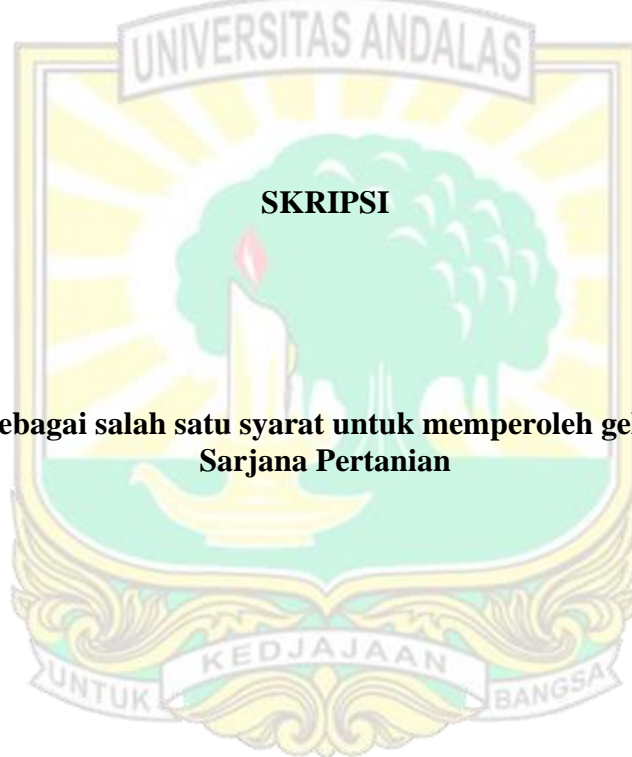 UNIVERSITAS ANDALAS
SKRIPSI
ebagai salah satu syarat untuk memperoleh gel
Sarjana Pertanian
UNTUK KEDJAJAAN BANGSA